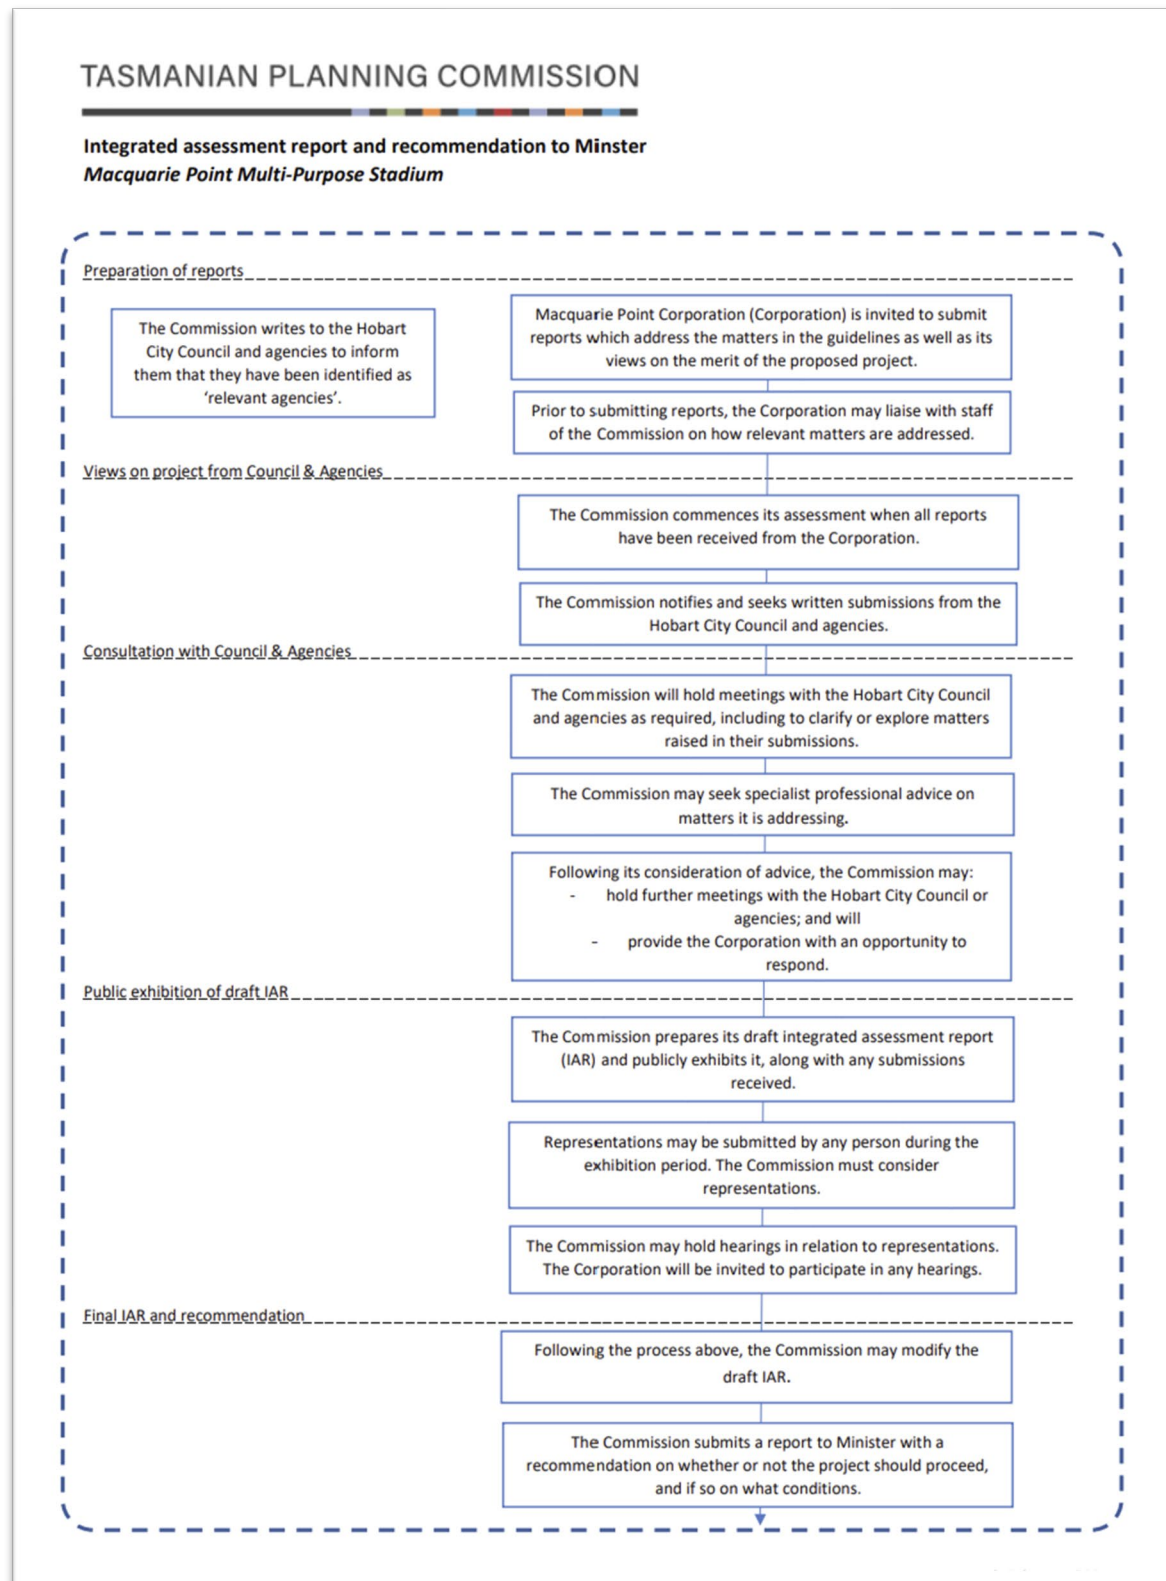 TASMANIAN PLANNING COMMISSION
Integrated assessment report and recommendation to Minster
Macquarie Point Multi-Purpose Stadium
Preparation of reports
The Commission writes to the Hobart
City Council and agencies to inform
them that they have been identified as
‘relevant agencies’.
Macquarie Point Corporation (Corporation) is invited to submit
reports which address the matters in the guidelines as well as its
views on the merit of the proposed project.
Prior to submitting reports, the Corporation may liaise with staff
of the Commission on how relevant matters are addressed.
Views on project from Council & Agencies
The Commission commences its assessment when all reports
have been received from the Corporation.
The Commission notifies and seeks written submissions from the
Hobart City Council and agencies.
Consultation with Council & Agencies
The Commission will hold meetings with the Hobart City Council
and agencies as required, including to clarify or explore matters
raised in their submissions.
The Commission may seek specialist professional advice on
matters it is addressing.
Following its consideration of advice, the Commission may:
- hold further meetings with the Hobart City Council or
agencies; and will
- provide the Corporation with an opportunity to
respond.
Public exhibition of draft IAR
The Commission prepares its draft integrated assessment report
(IAR) and publicly exhibits it, along with any submissions
received.
Representations may be submitted by any person during the
exhibition period. The Commission must consider
representations.
The Commission may hold hearings in relation to representations.
The Corporation will be invited to participate in any hearings.
Final IAR and recommendation
Following the process above, the Commission may modify the
draft IAR.
The Commission submits a report to Minister with a
recommendation on whether or not the project should proceed,
and if so on what conditions.